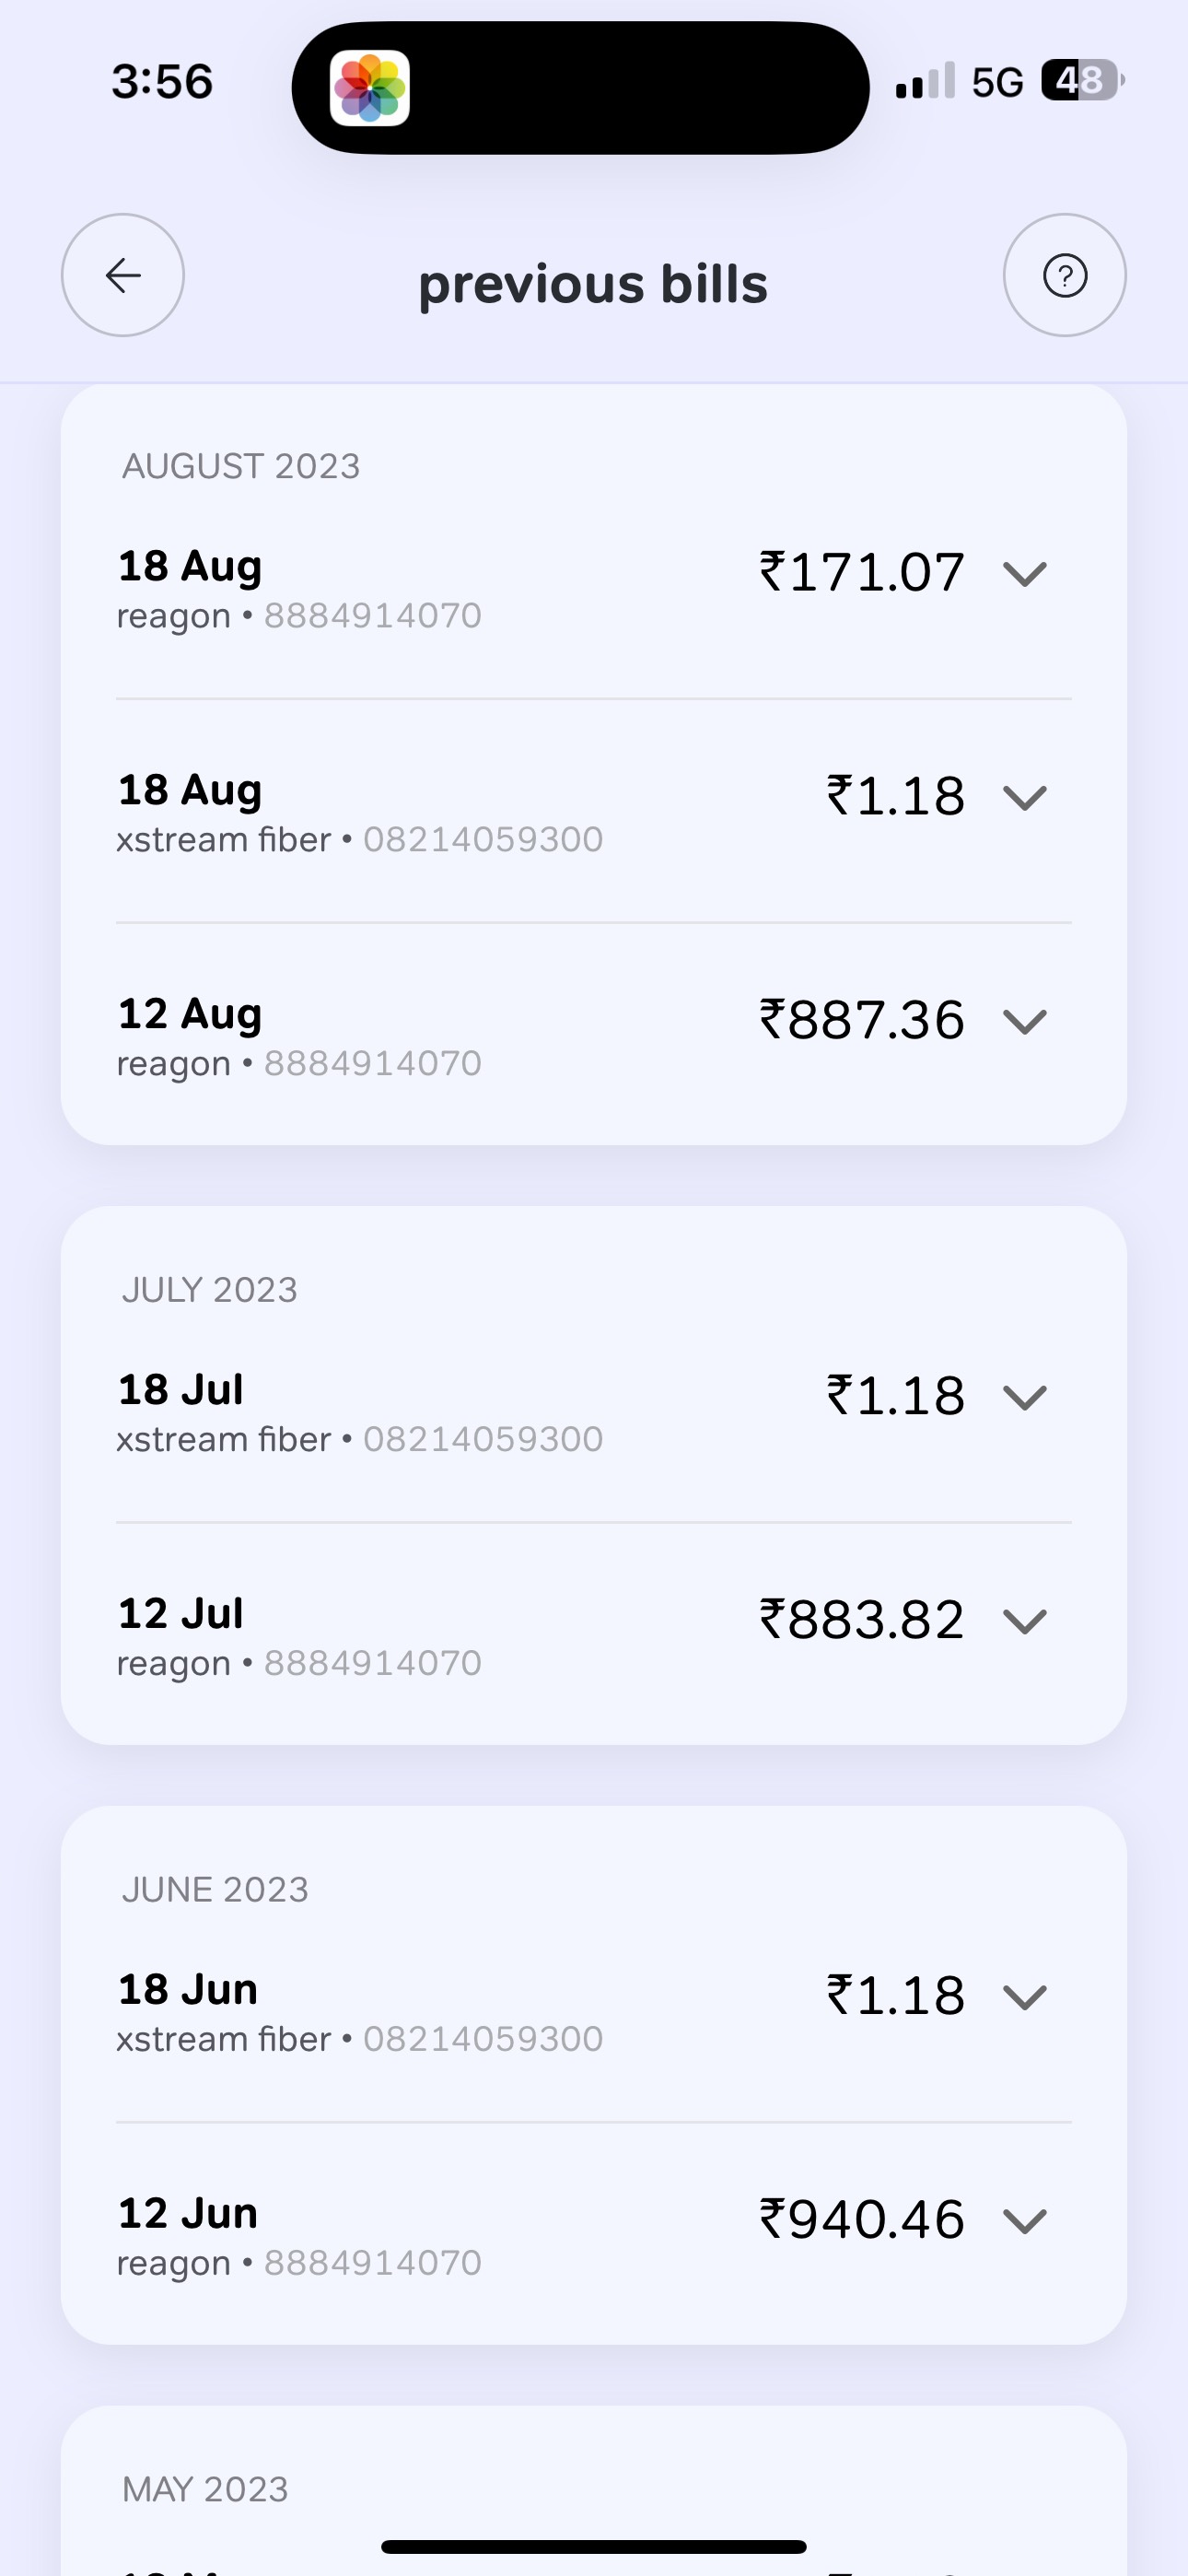 3:56
5G 48
previous bills
AUGUST 2023
18 Aug
₹171.07
reagon • 8884914070
18 Aug
₹1.18
xstream fiber • 08214059300
12 Aug
₹887.36
reagon • 8884914070
JULY 2023
18 Jul
₹1.18
xstream fiber • 08214059300
12 Jul
₹883.82
reagon • 8884914070
JUNE 2023
18 Jun
₹1.18
xstream fiber • 08214059300
12 Jun
₹940.46
reagon • 8884914070
MAY 2023